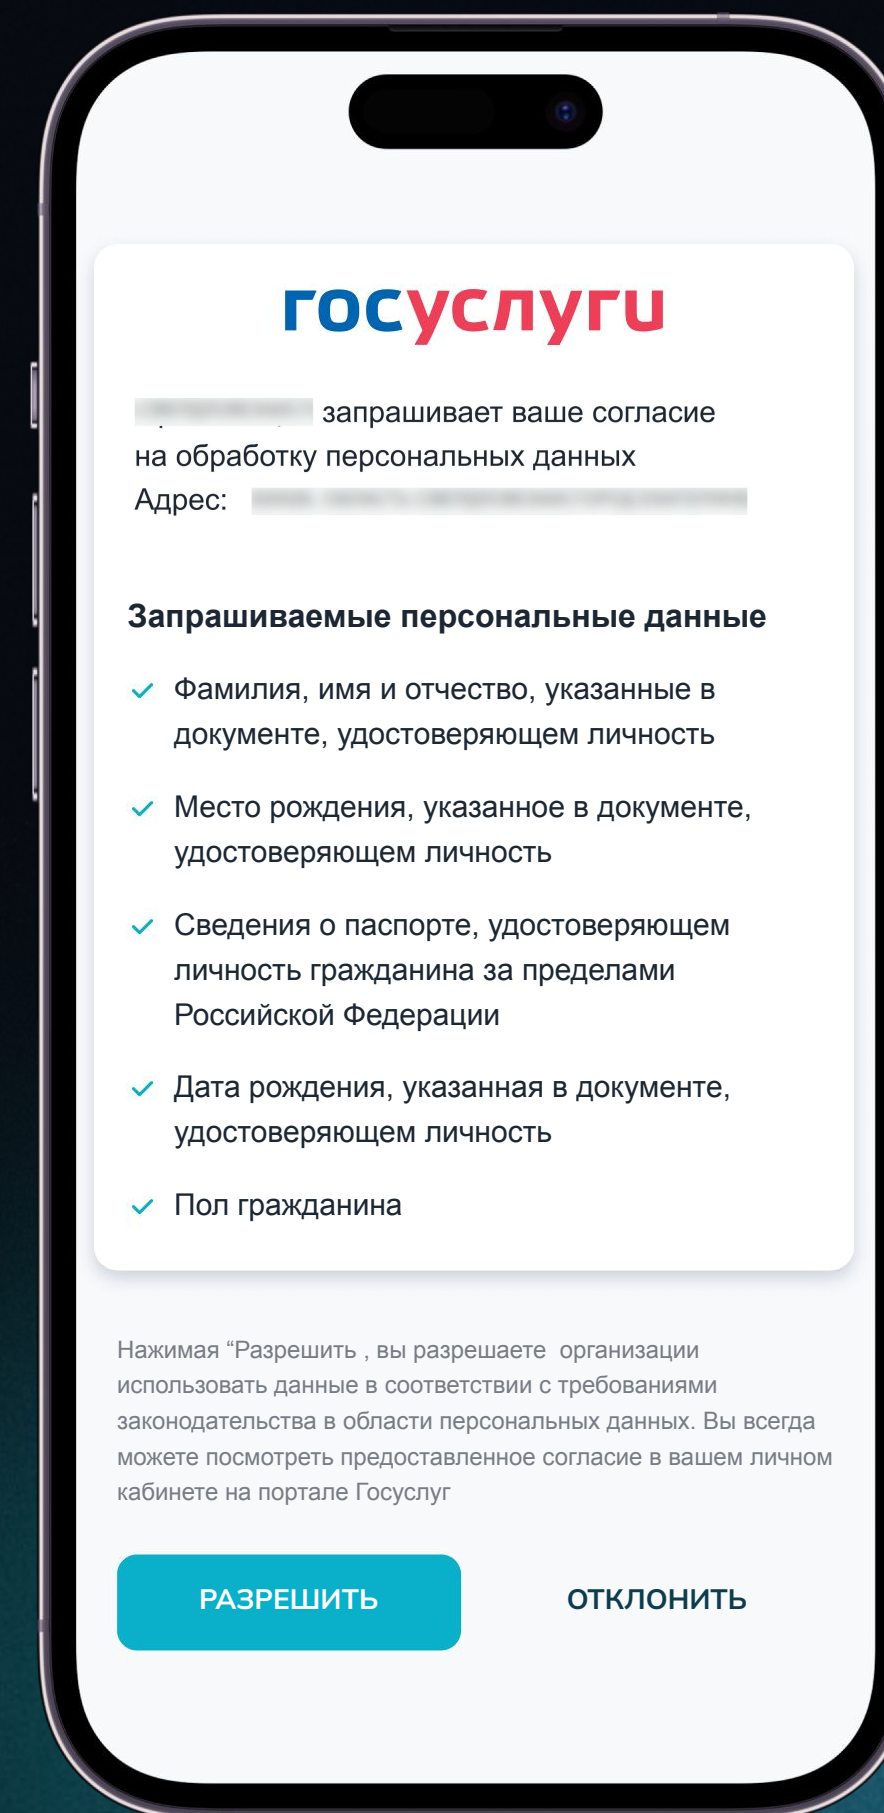 госуслуги
запрашивает ваше согласие
на обработку персональных данных
Адрес:
Запрашиваемые персональные данные
Фамилия, имя и отчество, указанные в
документе, удостоверяющем личность
Место рождения, указанное в документе,
удостоверяющем личность
Сведения о паспорте, удостоверяющем
личность гражданина за пределами
Российской Федерации
Дата рождения, указанная в документе,
удостоверяющем личность
Пол гражданина
Нажимая “Разрешить , вы разрешаете  организации
использовать данные в соответствии с требованиями
законодательства в области персональных данных. Вы всегда
можете посмотреть предоставленное согласие в вашем личном
кабинете на портале Госуслуг
РАЗРЕШИТЬ
ОТКЛОНИТЬ